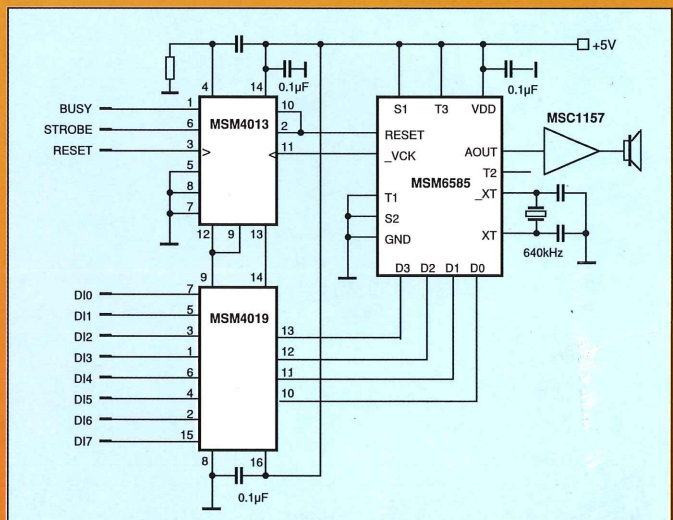 +5V
4
14
0.1µF
S1
T3
VDD
0.1µF
BUSY
1
MSM4013
10
STROBE
6
2
RESET
3
>
<
11
5
8
7
12
9
13
RESET
_VCK
MSM6585
AOUT
MSC1157
T2
_XT
T1
S2
GND
XT
640kHz
D3
D2
D1
D0
9
14
DI0
7
MSM4019
DI1
5
DI2
3
13
DI3
1
12
DI4
6
11
DI5
4
10
DI6
2
DI7
15
8
16
0.1µF